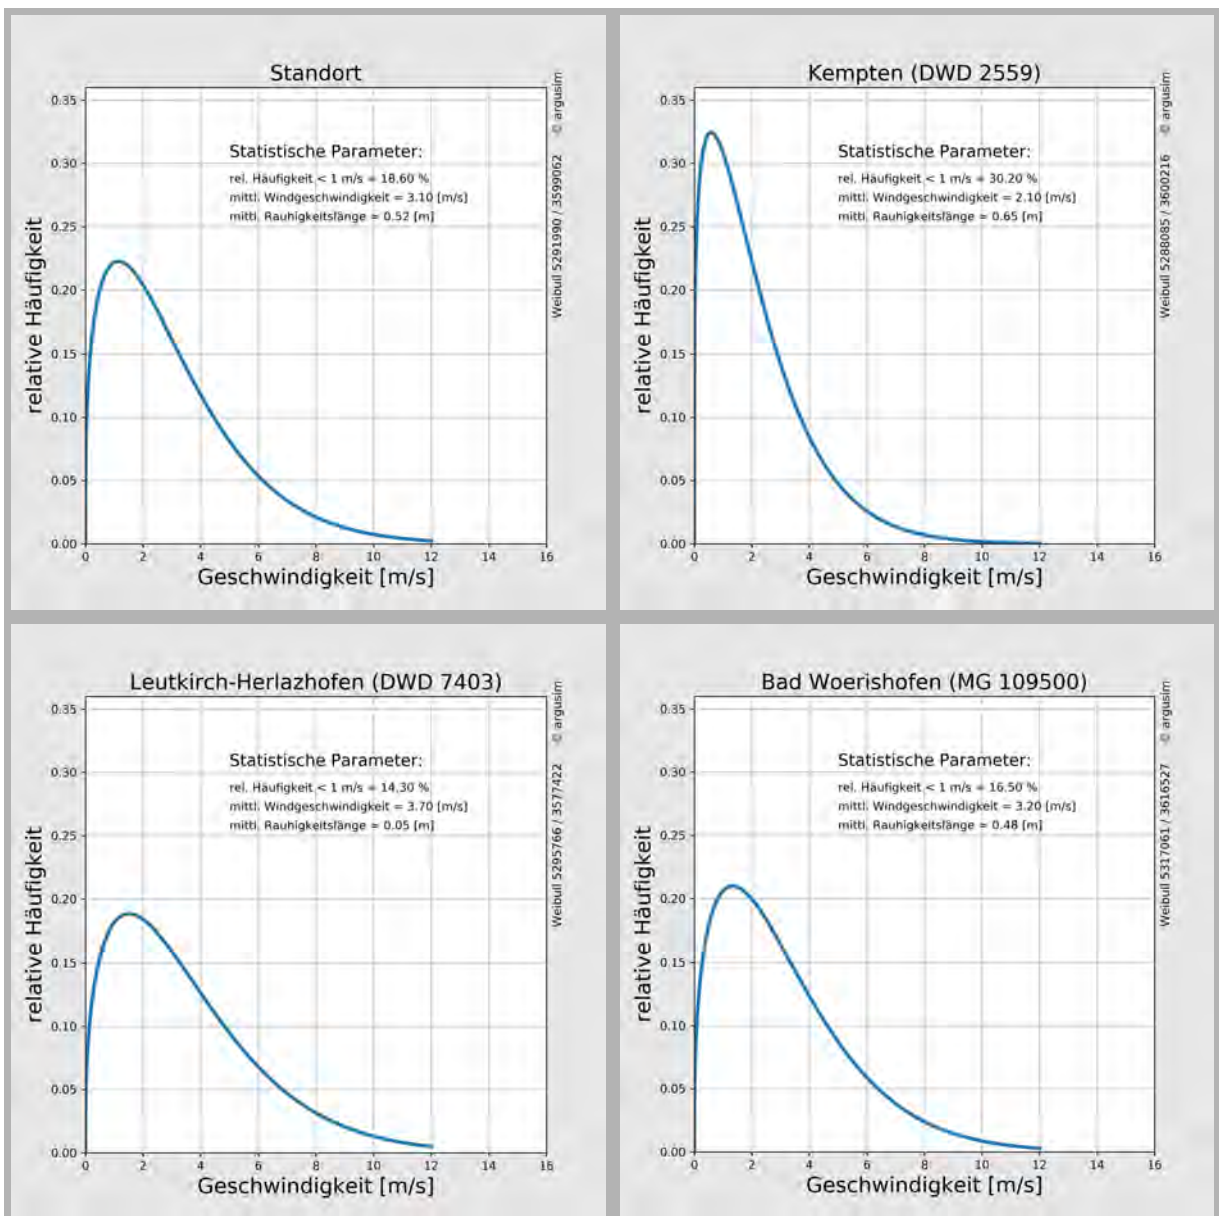 Standort
relative Häufigkeit
0.35
0.30
0.25
0.20
0.15
0.10
0.05
0.00
Statistische Parameter:
rel. Häufigkeit < 1 m/s = 18.60 %
mittl. Windgeschwindigkeit = 3.10 [m/s]
mittl. Rauhigkeitslänge = 0.52 [m]
0 2 4 6 8 10 12 14 16
Geschwindigkeit [m/s]
Weibull 5291990 / 3599062 © argusim
Kempten (DWD 2559)
relative Häufigkeit
0.35
0.30
0.25
0.20
0.15
0.10
0.05
0.00
Statistische Parameter:
rel. Häufigkeit < 1 m/s = 30.20 %
mittl. Windgeschwindigkeit = 2.10 [m/s]
mittl. Rauhigkeitslänge = 0.65 [m]
0 2 4 6 8 10 12 14 16
Geschwindigkeit [m/s]
Weibull 5288085 / 3600216 © argusim
Leutkirch-Herlazhofen (DWD 7403)
relative Häufigkeit
0.35
0.30
0.25
0.20
0.15
0.10
0.05
0.00
Statistische Parameter:
rel. Häufigkeit < 1 m/s = 14.30 %
mittl. Windgeschwindigkeit = 3.70 [m/s]
mittl. Rauhigkeitslänge = 0.05 [m]
0 2 4 6 8 10 12 14 16
Geschwindigkeit [m/s]
Weibull 5295766 / 3577422 © argusim
Bad Woerishofen (MG 109500)
relative Häufigkeit
0.35
0.30
0.25
0.20
0.15
0.10
0.05
0.00
Statistische Parameter:
rel. Häufigkeit < 1 m/s = 16.50 %
mittl. Windgeschwindigkeit = 3.20 [m/s]
mittl. Rauhigkeitslänge = 0.48 [m]
0 2 4 6 8 10 12 14 16
Geschwindigkeit [m/s]
Weibull 5317061 / 3616527 © argusim